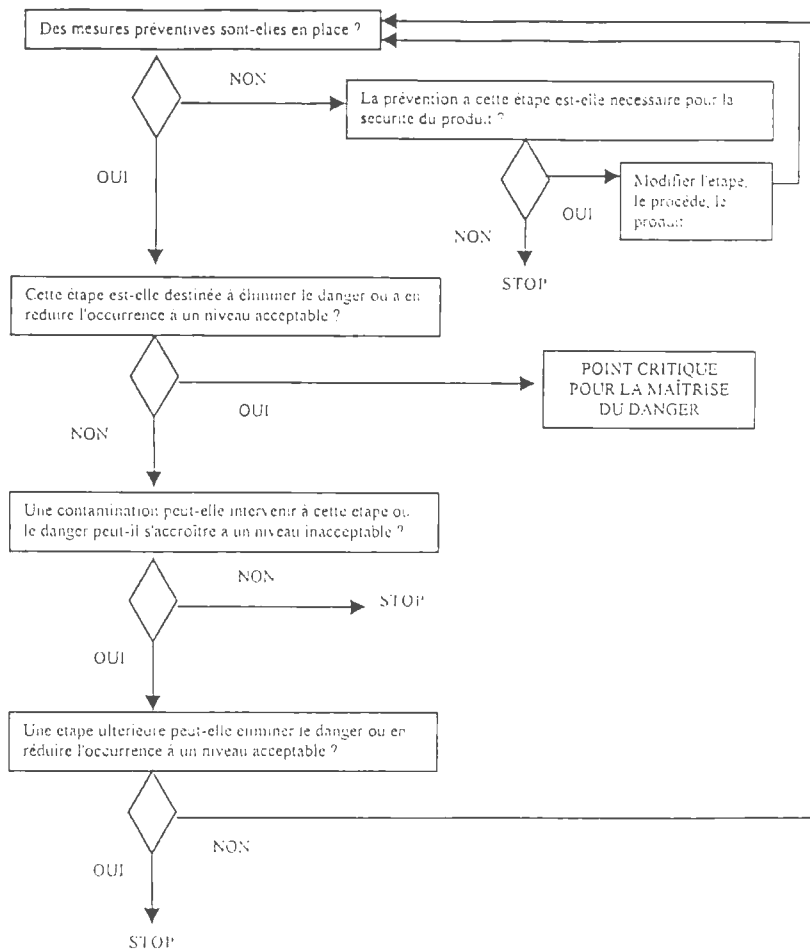 Des mesures préventives sont-elles en place ?
NON
La prévention a cette étape est-elle necessaire pour la
securite du produit ?
OUI
Modifier l'etape,
le procéde, le
produit
OUI
NON
STOP
Cette étape est-elle destinée à éliminer le danger ou a en
reduire l'occurrence à un niveau acceptable ?
POINT CRITIQUE
POUR LA MAÎTRISE
DU DANGER
OUI
NON
Une contamination peut-elle intervenir à cette etape ou
le danger peut-il s'accroître a un niveau inacceptable ?
NON
STOP
OUI
Une etape ulterieure peut-elle eliminer le danger ou en
réduire l'occurrence à un niveau acceptable ?
NON
OUI
STOP